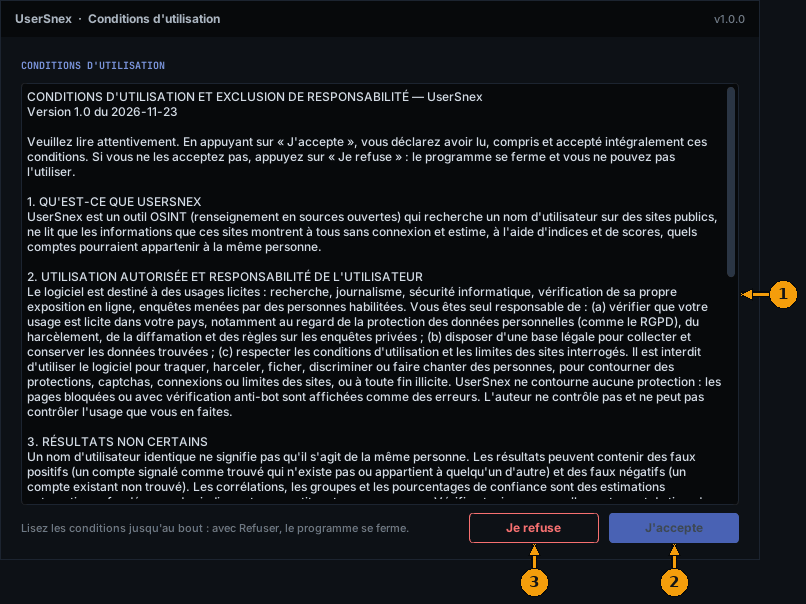 UserSnex · Conditions d'utilisation
v1.0.0
CONDITIONS D'UTILISATION
CONDITIONS D'UTILISATION ET EXCLUSION DE RESPONSABILITÉ — UserSnex
Version 1.0 du 2026-11-23
Veuillez lire attentivement. En appuyant sur « J'accepte », vous déclarez avoir lu, compris et accepté intégralement ces
conditions. Si vous ne les acceptez pas, appuyez sur « Je refuse » : le programme se ferme et vous ne pouvez pas
l'utiliser.
1. QU'EST-CE QUE USERSNEX
UserSnex est un outil OSINT (renseignement en sources ouvertes) qui recherche un nom d'utilisateur sur des sites publics,
ne lit que les informations que ces sites montrent à tous sans connexion et estime, à l'aide d'indices et de scores, quels
comptes pourraient appartenir à la même personne.
2. UTILISATION AUTORISÉE ET RESPONSABILITÉ DE L'UTILISATEUR
Le logiciel est destiné à des usages licites : recherche, journalisme, sécurité informatique, vérification de sa propre
exposition en ligne, enquêtes menées par des personnes habilitées. Vous êtes seul responsable de : (a) vérifier que votre
usage est licite dans votre pays, notamment au regard de la protection des données personnelles (comme le RGPD), du
harcèlement, de la diffamation et des règles sur les enquêtes privées ; (b) disposer d'une base légale pour collecter et
conserver les données trouvées ; (c) respecter les conditions d'utilisation et les limites des sites interrogés. Il est interdit
d'utiliser le logiciel pour traquer, harceler, ficher, discriminer ou faire chanter des personnes, pour contourner des
protections, captchas, connexions ou limites des sites, ou à toute fin illicite. UserSnex ne contourne aucune protection : les
pages bloquées ou avec vérification anti-bot sont affichées comme des erreurs. L'auteur ne contrôle pas et ne peut pas
contrôler l'usage que vous en faites.
3. RÉSULTATS NON CERTAINS
Un nom d'utilisateur identique ne signifie pas qu'il s'agit de la même personne. Les résultats peuvent contenir des faux
positifs (un compte signalé comme trouvé qui n'existe pas ou appartient à quelqu'un d'autre) et des faux négatifs (un
compte existant non trouvé). Les corrélations, les groupes et les pourcentages de confiance sont des estimations
Lisez les conditions jusqu'au bout : avec Refuser, le programme se ferme.
Je refuse
J'accepte
1
3
2